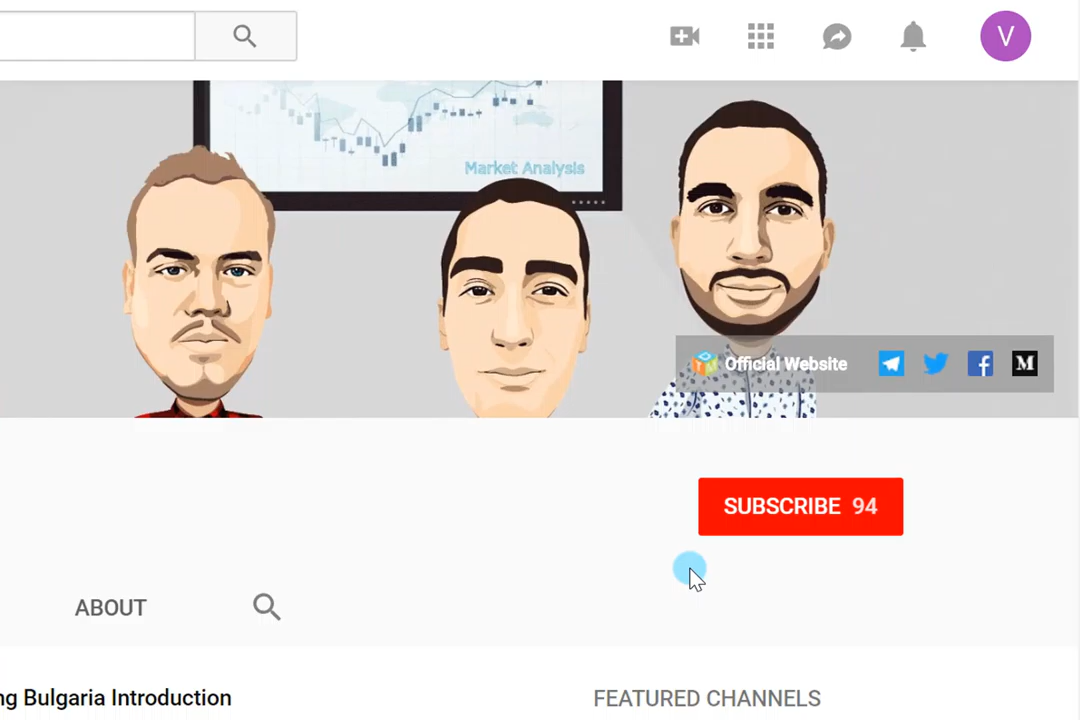 V
Market Analysis
Official Website
M
SUBSCRIBE 94
ABOUT
ng Bulgaria Introduction
FEATURED CHANNELS